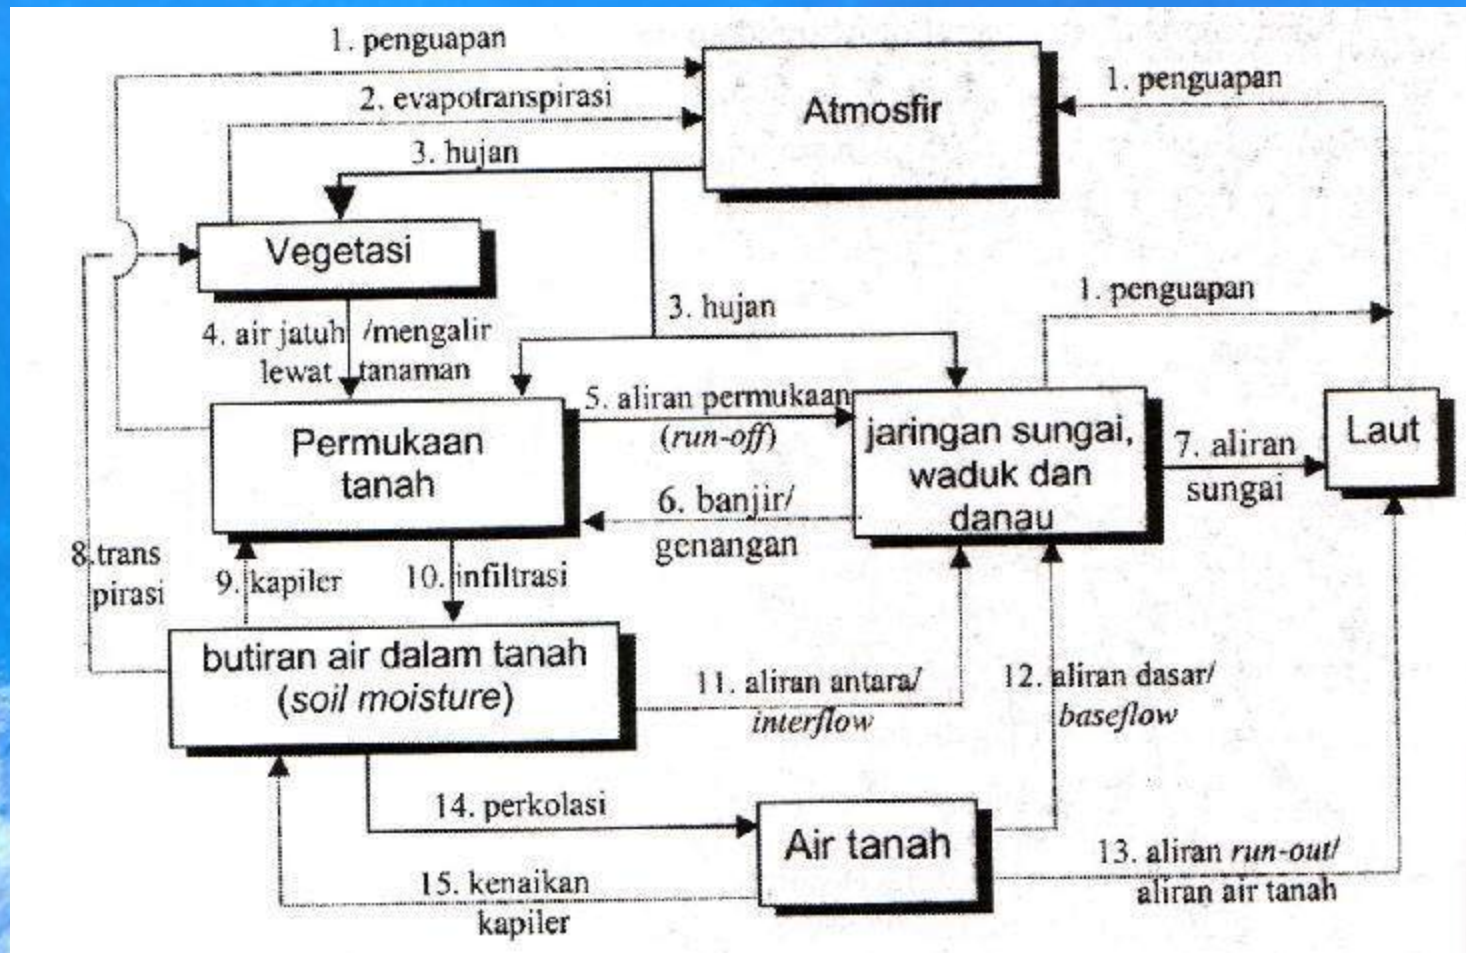 1. penguapan
2. evapotranspirasi
3. hujan
Atmosfir
1. penguapan
Vegetasi
4. air jatuh /mengalir
lewat tanaman
3. hujan
1. penguapan
Permukaan
tanah
5. aliran permukaan
(run-off)
6. banjir/
genangan
jaringan sungai,
waduk dan
danau
7. aliran
sungai
Laut
8.trans
pirasi
9. kapiler
10. infiltrasi
butiran air dalam tanah
(soil moisture)
11. aliran antara/
interflow
12. aliran dasar/
baseflow
14. perkolasi
Air tanah
13. aliran run-out/
aliran air tanah
15. kenaikan
kapiler